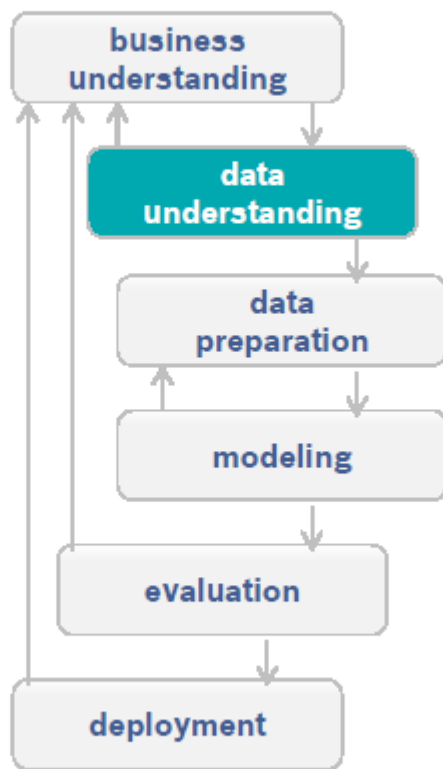 business
understanding
data
understanding
data
preparation
modeling
evaluation
deployment